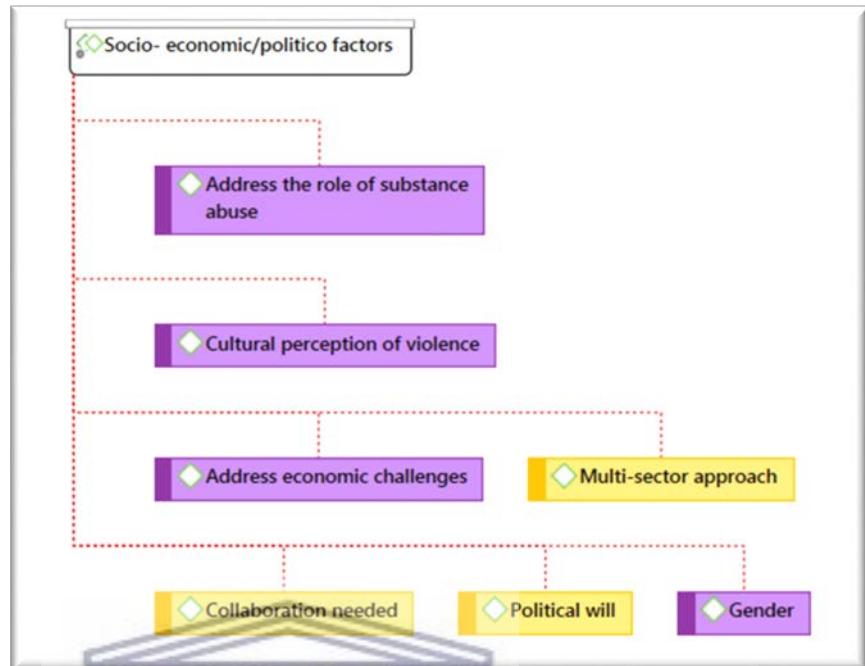 Socio- economic/politico factors
Address the role of substance
abuse
Cultural perception of violence
Address economic challenges
Multi-sector approach
Collaboration needed
Political will
Gender